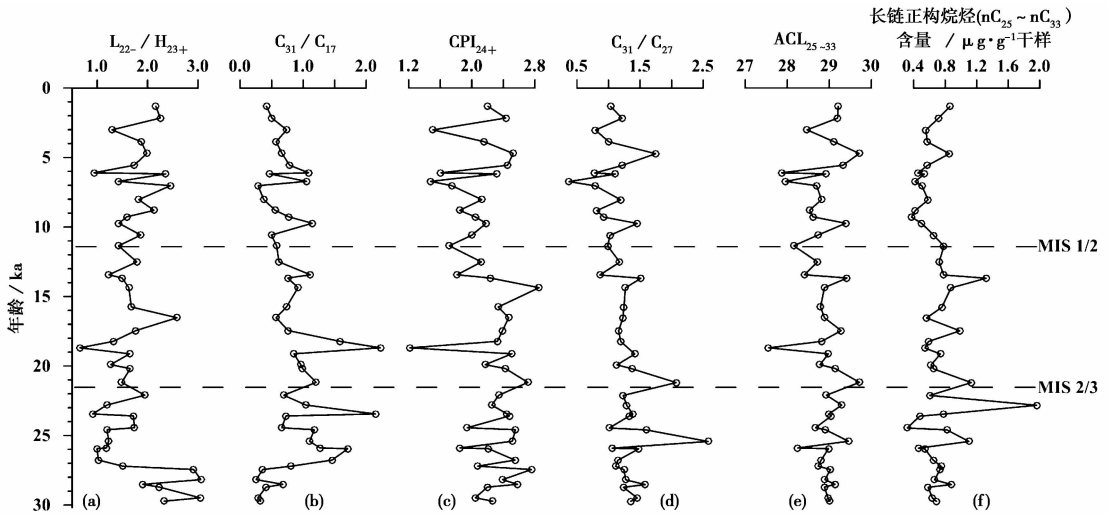 长链正构烷烃(nC25 ~ nC33)
L22- / H23+ C31 / C17 CPI24+ C31 / C27 ACL25~33 含量 / μg·g-1干样
1.0 2.0 3.0 0.0 0.6 1.2 1.8 1.2 2.0 2.8 0.5 1.5 2.5 27 28 29 30 0.4 0.8 1.2 1.6 2.0
0
5
10
MIS 1/2
15
年龄 / ka
20
MIS 2/3
25
30
(a) (b) (c) (d) (e) (f)